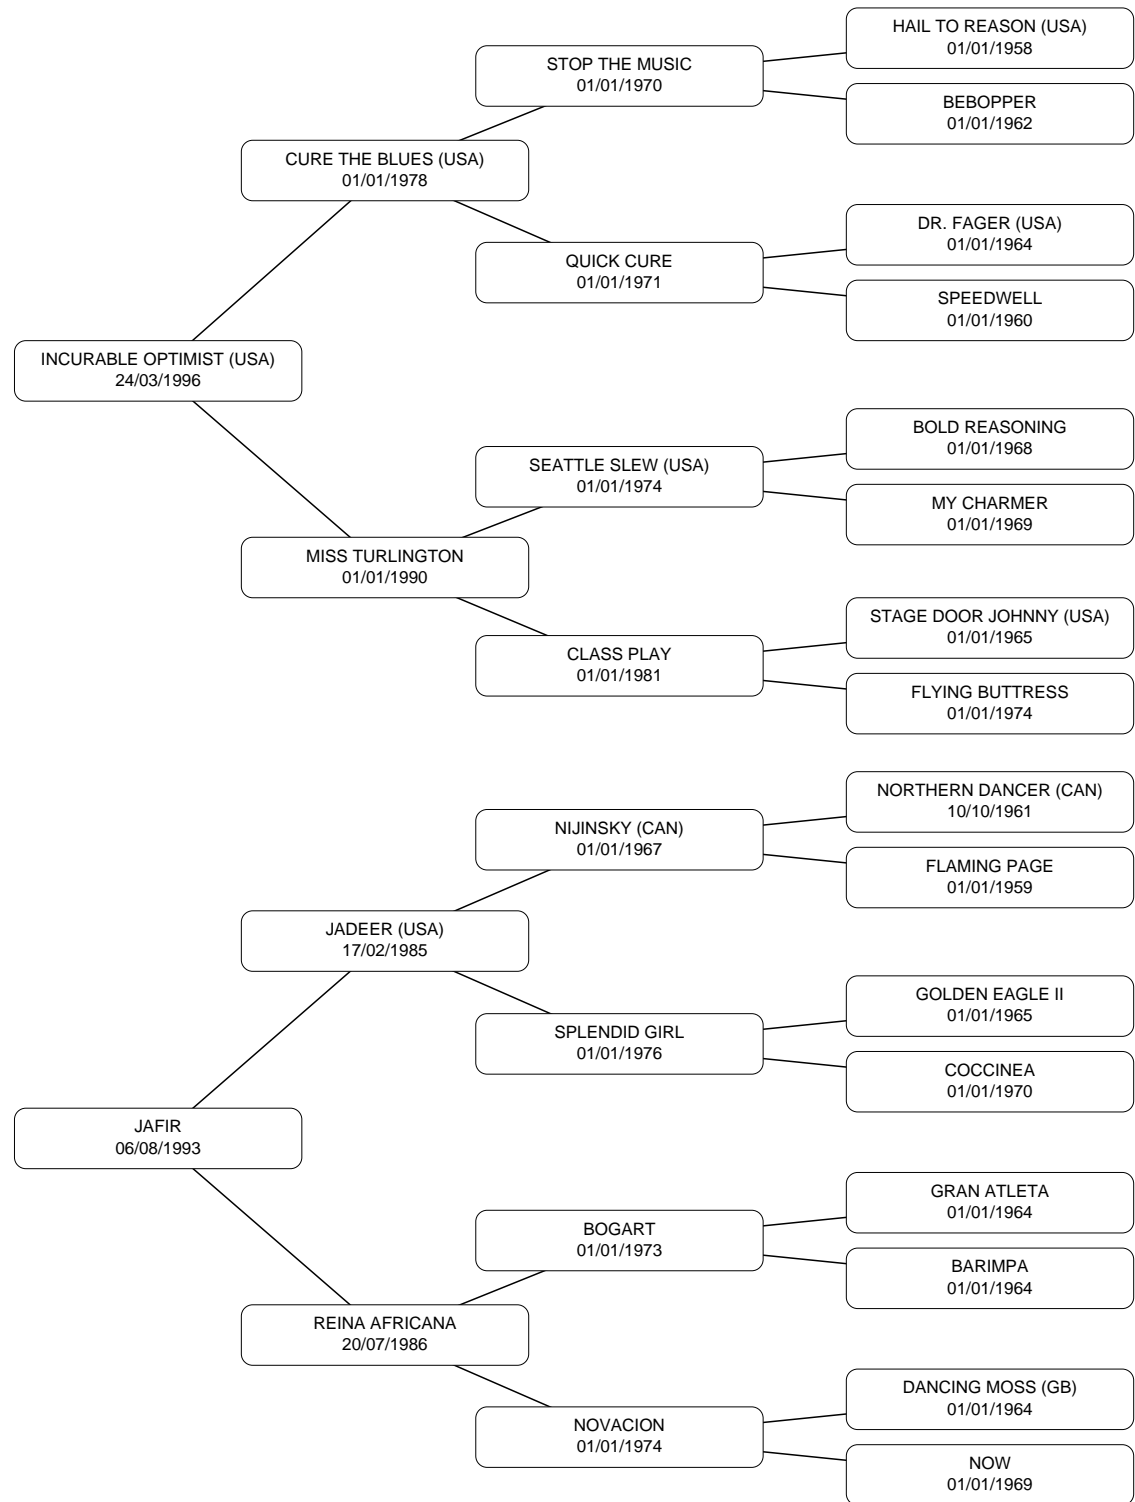 HAIL TO REASON (USA)
01/01/1958
STOP THE MUSIC
01/01/1970
BEBOPPER
01/01/1962
CURE THE BLUES (USA)
01/01/1978
DR. FAGER (USA)
01/01/1964
QUICK CURE
01/01/1971
SPEEDWELL
01/01/1960
INCURABLE OPTIMIST (USA)
24/03/1996
BOLD REASONING
01/01/1968
SEATTLE SLEW (USA)
01/01/1974
MY CHARMER
01/01/1969
MISS TURLINGTON
01/01/1990
STAGE DOOR JOHNNY (USA)
01/01/1965
CLASS PLAY
01/01/1981
FLYING BUTTRESS
01/01/1974
NORTHERN DANCER (CAN)
10/10/1961
NIJINSKY (CAN)
01/01/1967
FLAMING PAGE
01/01/1959
JADEER (USA)
17/02/1985
GOLDEN EAGLE II
01/01/1965
SPLENDID GIRL
01/01/1976
COCCINEA
01/01/1970
JAFIR
06/08/1993
GRAN ATLETA
01/01/1964
BOGART
01/01/1973
BARIMPA
01/01/1964
REINA AFRICANA
20/07/1986
DANCING MOSS (GB)
01/01/1964
NOVACION
01/01/1974
NOW
01/01/1969